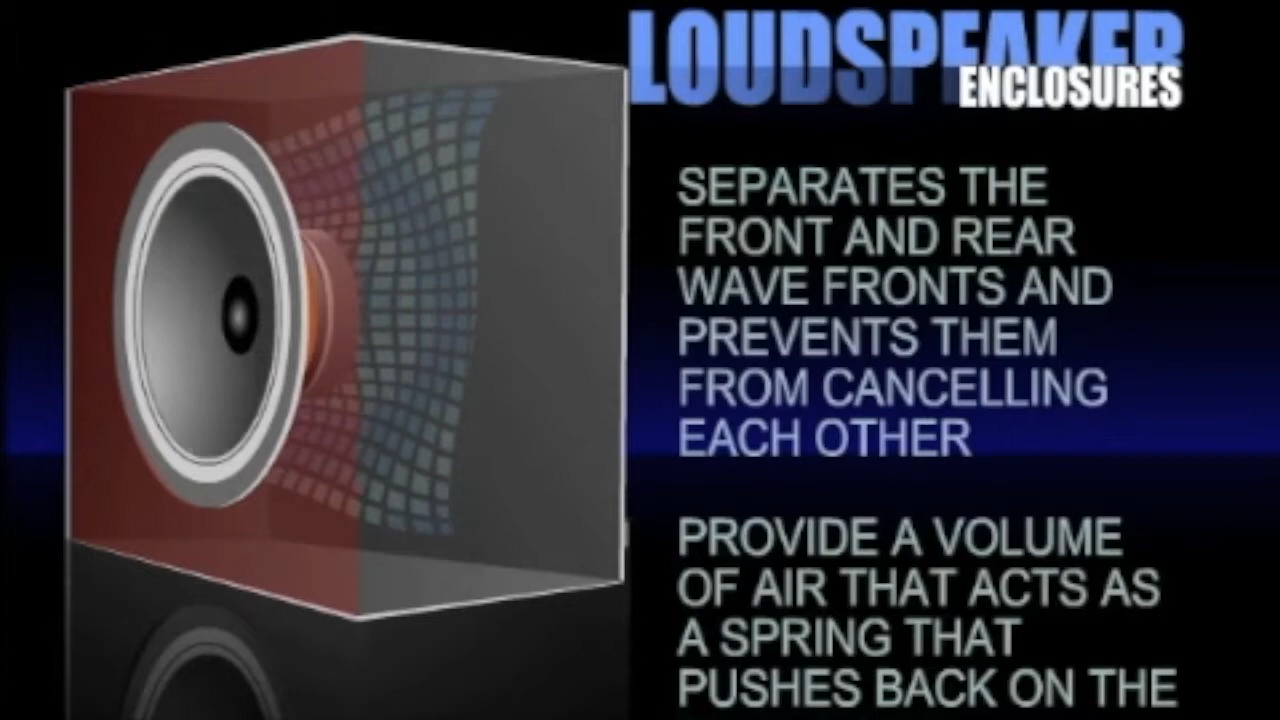 LOUDSPEAKER
ENCLOSURES
SEPARATES THE
FRONT AND REAR
WAVE FRONTS AND
PREVENTS THEM
FROM CANCELLING
EACH OTHER
PROVIDE A VOLUME
OF AIR THAT ACTS AS
A SPRING THAT
PUSHES BACK ON THE